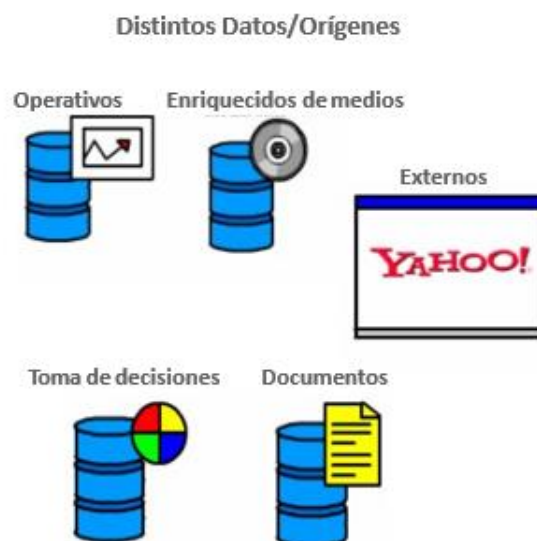 Distintos Datos/Orígenes
Operativos
Enriquecidos de medios
Externos
YAHOO!
Toma de decisiones
Documentos